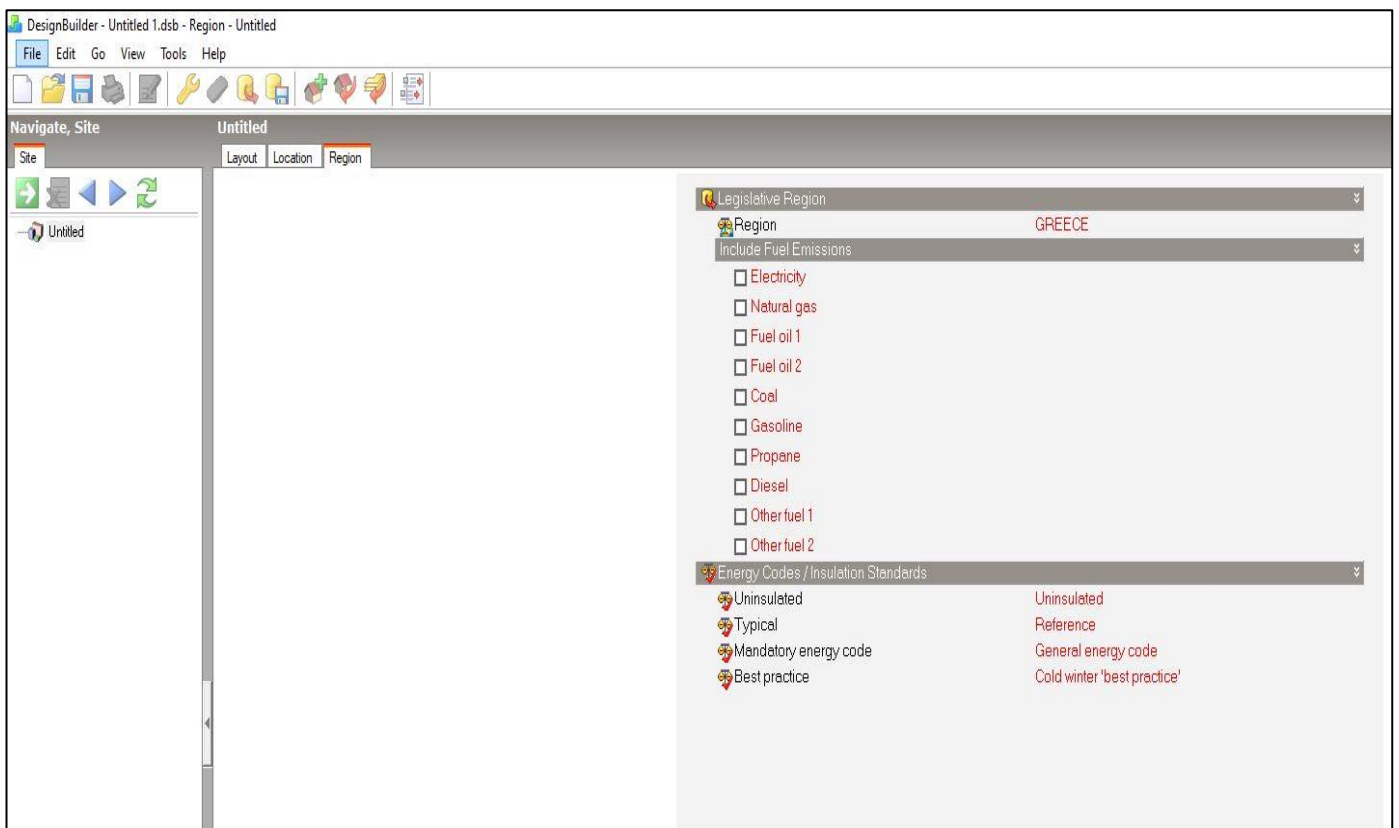 DesignBuilder - Untitled 1.dsb - Region - Untitled
File Edit Go View Tools Help
Navigate, Site
Untitled
Site
Layout Location Region
Untitled
Legislative Region
Region GREECE
Include Fuel Emissions
Electricity
Natural gas
Fuel oil 1
Fuel oil 2
Coal
Gasoline
Propane
Diesel
Other fuel 1
Other fuel 2
Energy Codes / Insulation Standards
Uninsulated Uninsulated
Typical Reference
Mandatory energy code General energy code
Best practice Cold winter 'best practice'